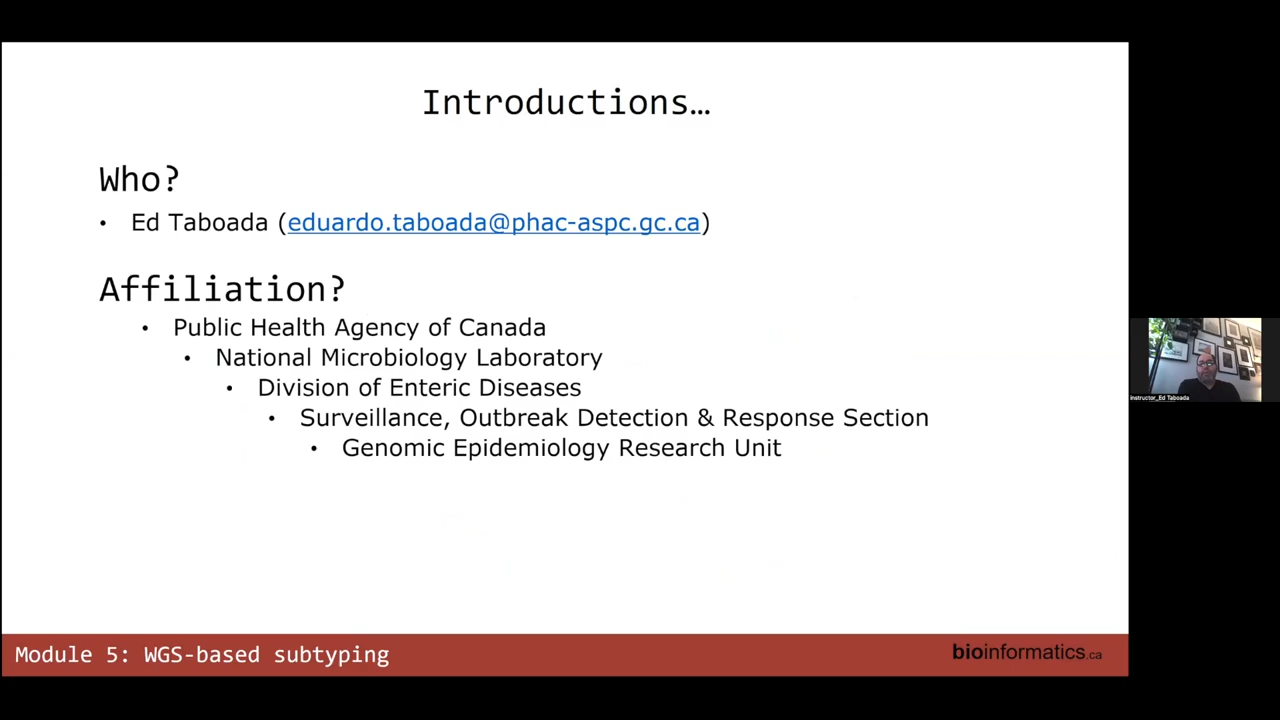 Introductions…
Who?
• Ed Taboada (eduardo.taboada@phac-aspc.gc.ca)
Affiliation?
• Public Health Agency of Canada
• National Microbiology Laboratory
• Division of Enteric Diseases
• Surveillance, Outbreak Detection & Response Section
• Genomic Epidemiology Research Unit
instructor_Ed Taboada
Module 5: WGS-based subtyping
bioinformatics.ca